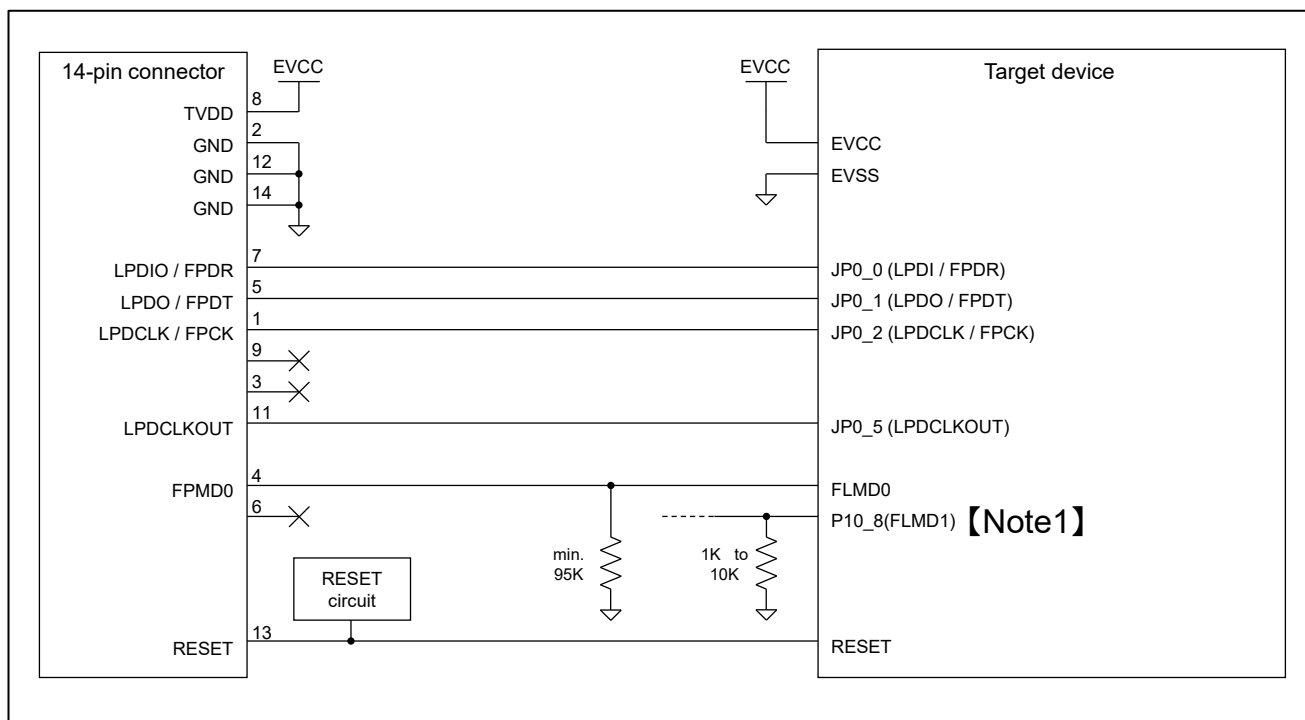 14-pin connector
EVCC
EVCC
Target device
8
TVDD
2
GND
12
GND
14
GND
EVCC
EVSS
7
LPDIO / FPDR
JP0_0 (LPDI / FPDR)
5
LPDO / FPDT
JP0_1 (LPDO / FPDT)
1
LPDCLK / FPCK
JP0_2 (LPDCLK / FPCK)
9
3
11
LPDCLKOUT
JP0_5 (LPDCLKOUT)
4
FPMD0
FLMD0
6
P10_8(FLMD1)【Note1】
min.
95K
1K to
10K
RESET
circuit
13
RESET
RESET